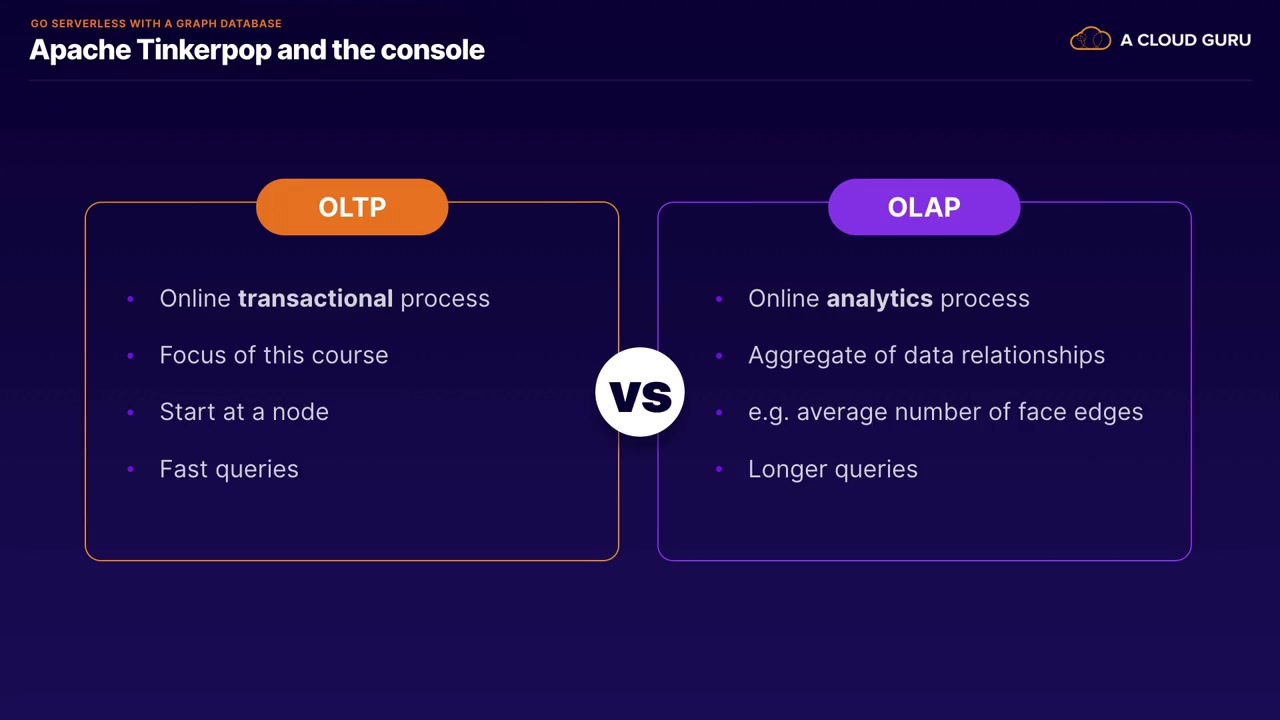 GO SERVERLESS WITH A GRAPH DATABASE
Apache Tinkerpop and the console
A CLOUD GURU
OLTP
• Online transactional process
• Focus of this course
• Start at a node
• Fast queries
vs
OLAP
• Online analytics process
• Aggregate of data relationships
• e.g. average number of face edges
• Longer queries